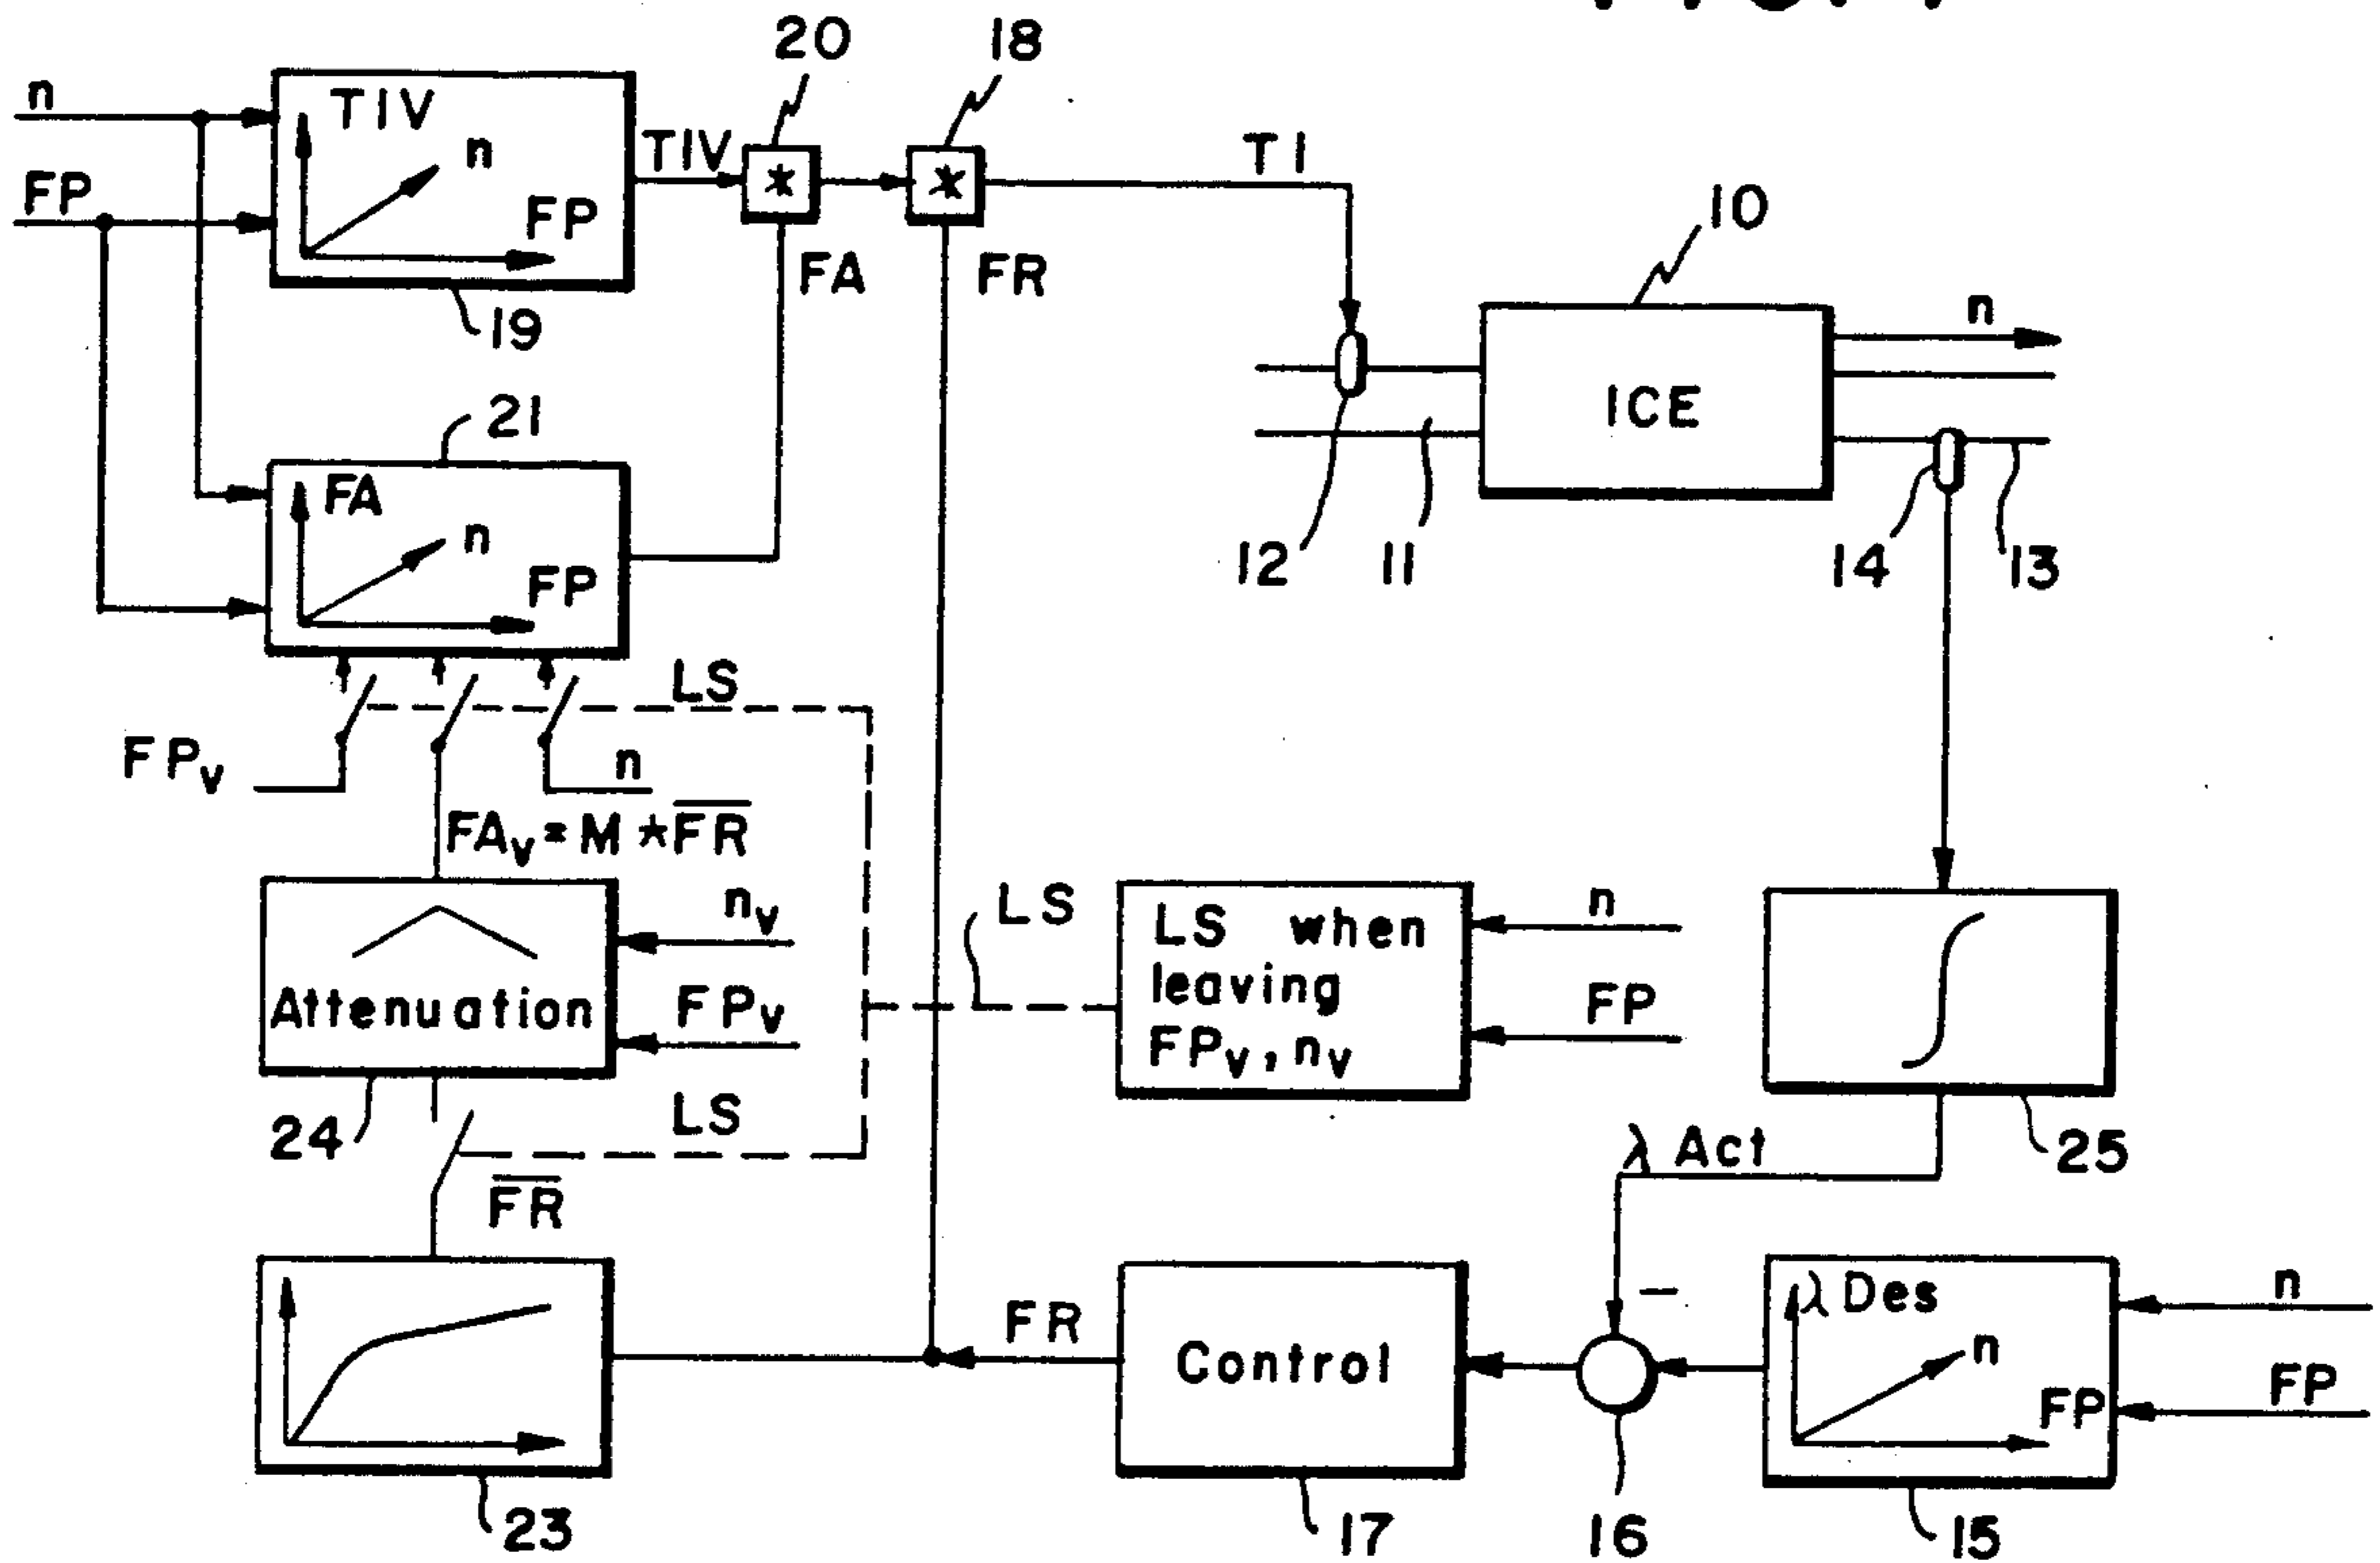 20
18
n
TIV
n
FP
FP
TIV
*
*
TI
10
FA
FR
19
n
ICE
21
FA
n
FP
12
11
14
13
LS
FPv
n
FAv = M * F̅R̅
nv
LS
LS when
leaving
FPv, nv
n
FP
Attenuation
FPv
24
LS
λ Act
25
F̅R̅
FR
Control
−
λ Des
n
FP
n
FP
23
17
16
15